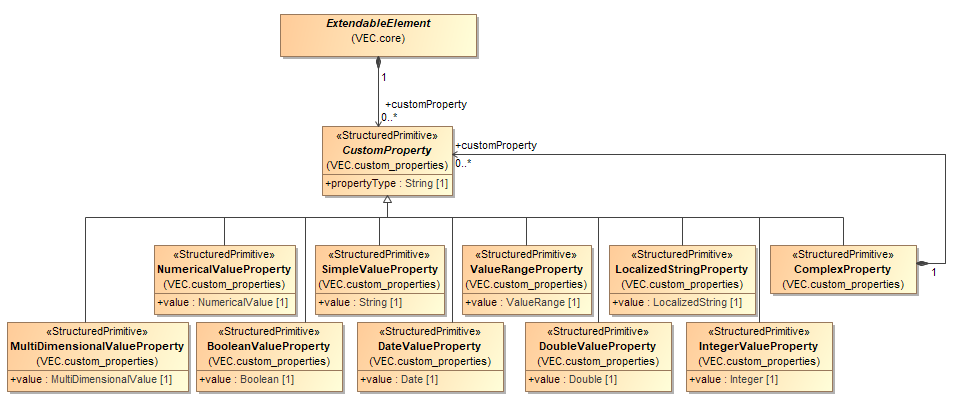 ExtendableElement
(VEC.core)
1
+customProperty
0..*
«StructuredPrimitive»
CustomProperty
(VEC.custom_properties)
+propertyType : String [1]
+customProperty
0..*
«StructuredPrimitive»
NumericalValueProperty
(VEC.custom_properties)
+value : NumericalValue [1]
«StructuredPrimitive»
SimpleValueProperty
(VEC.custom_properties)
+value : String [1]
«StructuredPrimitive»
ValueRangeProperty
(VEC.custom_properties)
+value : ValueRange [1]
«StructuredPrimitive»
LocalizedStringProperty
(VEC.custom_properties)
+value : LocalizedString [1]
«StructuredPrimitive»
ComplexProperty
(VEC.custom_properties)
1
«StructuredPrimitive»
MultiDimensionalValueProperty
(VEC.custom_properties)
+value : MultiDimensionalValue [1]
«StructuredPrimitive»
BooleanValueProperty
(VEC.custom_properties)
+value : Boolean [1]
«StructuredPrimitive»
DateValueProperty
(VEC.custom_properties)
+value : Date [1]
«StructuredPrimitive»
DoubleValueProperty
(VEC.custom_properties)
+value : Double [1]
«StructuredPrimitive»
IntegerValueProperty
(VEC.custom_properties)
+value : Integer [1]